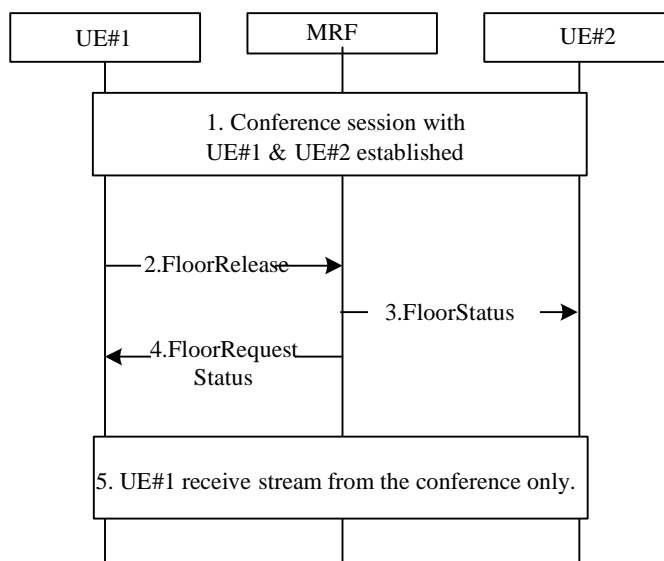 UE#1
MRF
UE#2
1. Conference session with
UE#1 & UE#2 established
2.FloorRelease
3.FloorStatus
4.FloorRequest
Status
5. UE#1 receive stream from the conference only.